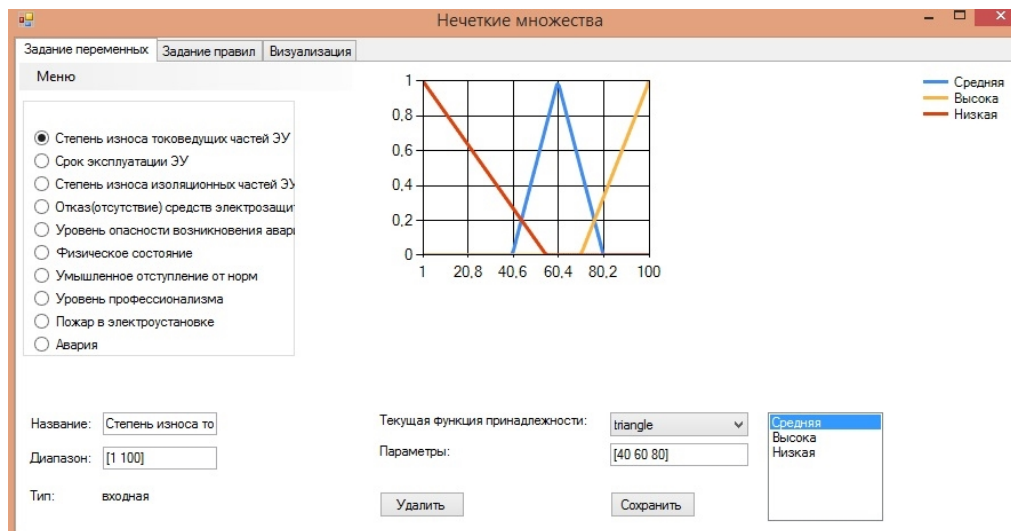 Нечеткие множества
Задание переменных Задание правил Визуализация
Меню
Степень износа токоведущих частей ЭУ
Срок эксплуатации ЭУ
Степень износа изоляционных частей ЭУ
Отказ(отсутствие) средств электрозащит
Уровень опасности возникновения авари
Физическое состояние
Умышленное отступление от норм
Уровень профессионализма
Пожар в электроустановке
Авария
1
0,8
0,6
0,4
0,2
0
1 20,8 40,6 60,4 80,2 100
Средняя
Высока
Низкая
Название: Степень износа то
Диапазон: [1 100]
Тип: входная
Текущая функция принадлежности: triangle
Параметры: [40 60 80]
Удалить Сохранить
Средняя
Высока
Низкая